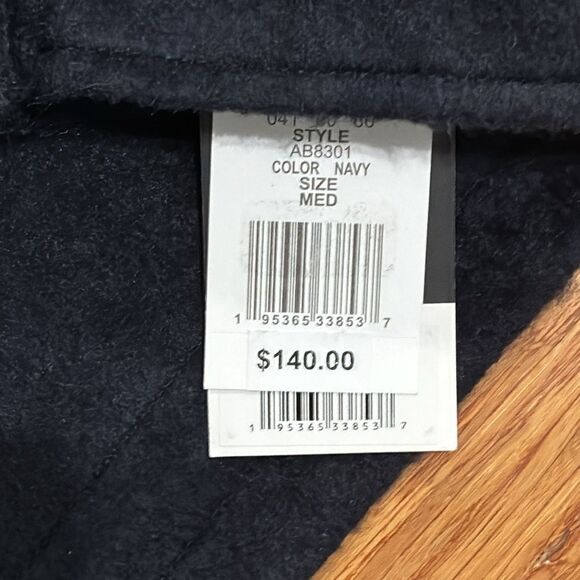 STYLE
AB8301
COLOR NAVY
SIZE
MED
1 95365 33853 7
$140.00
1 95365 33853 7